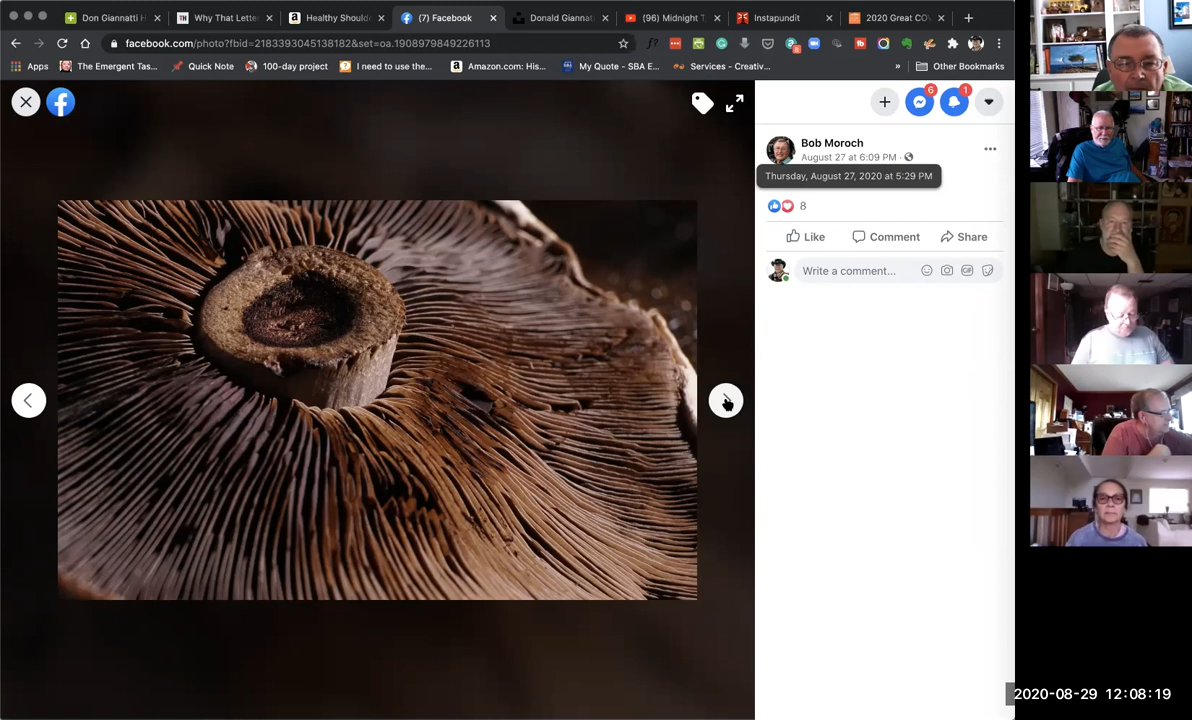 Don Giannatti H
Why That Lette
Healthy Should
(7) Facebook
Donald Giannat
(96) Midnight T
Instapundit
2020 Great CO
facebook.com/photo?fbid=2183393045138182&set=oa.1908979849226113
Apps
The Emergent Tas...
Quick Note
100-day project
I need to use the...
Amazon.com: His...
My Quote - SBA E...
Services - Creativ...
»
Other Bookmarks
6
1
Bob Moroch
August 27 at 6:09 PM ·
Thursday, August 27, 2020 at 5:29 PM
8
Like
Comment
Share
Write a comment...
GIF
2020-08-29 12:08:19